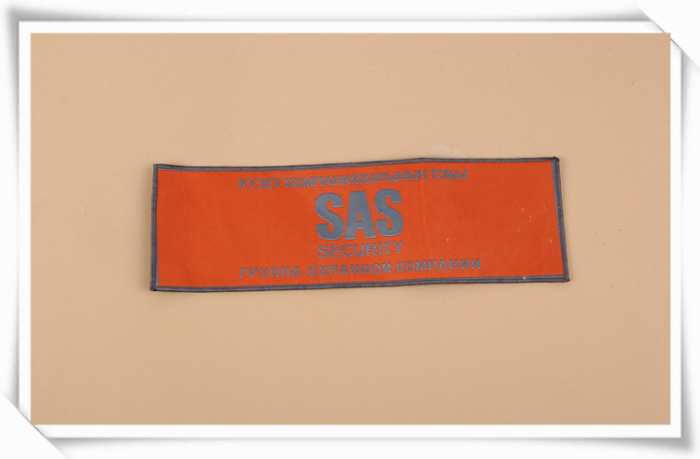 КҮЗЕТ КОМПАНИЯЛАРЫНЫҢ ТОБЫ
SAS
SECURITY
ГРУППА ОХРАННОЙ КОМПАНИИ